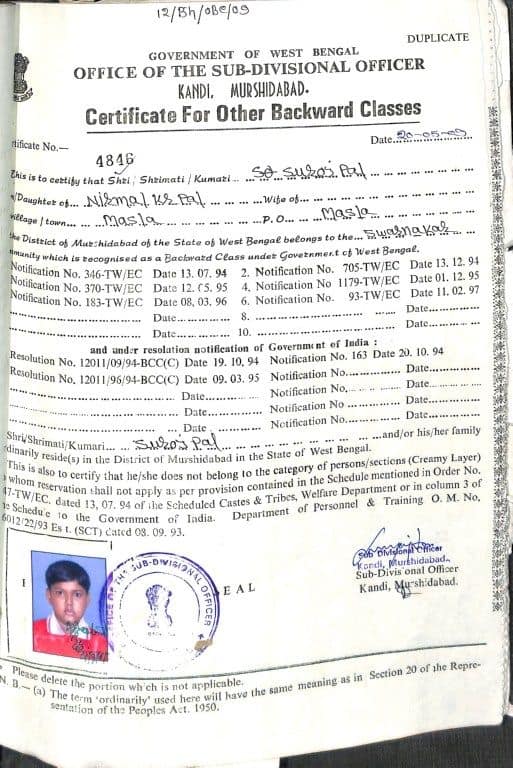 12/Bh/OBC/09
DUPLICATE
GOVERNMENT OF WEST BENGAL
OFFICE OF THE SUB-DIVISIONAL OFFICER
KANDI, MURSHIDABAD.
Certificate For Other Backward Classes
rtificate No.— 4846
Date 20-05-09
This is to certify that Shri / Shrimati / Kumari Suroj Pal
/Daughter of Nirmal Kr Pal Wife of
village / town Masla P.O Masla
he District of Murshidabad of the State of West Bengal belongs to the Swarnakar
munity which is recognised as a Backward Class under Government of West Bengal.
Notification No. 346-TW/EC Date 13. 07. 94 2. Notification No. 705-TW/EC Date 13. 12. 94
Notification No. 370-TW/EC Date 12. 05. 95 4. Notification No 1179-TW/EC Date 01. 12. 95
Notification No. 183-TW/EC Date 08, 03. 96 6. Notification No. 93-TW/EC Date 11. 02. 97
Date 8. Date
Date 10. Date
and under resolution notification of Government of India :
Resolution No. 12011/09/94-BCC(C) Date 19. 10, 94 Notification No. 163 Date 20. 10. 94
Resolution No. 12011/96/94-BCC(C) Date 09. 03. 95 Notification No. Date
Date Notification No. Date
Date Notification No Date
Date Notification No. Date
Shri/Shrimati/Kumari Suroj Pal and/or his/her family
rdinarily reside(s) in the District of Murshidabad in the State of West Bengal.
This is also to certify that he/she does not belong to the category of persons/sections (Creamy Layer)
whom reservation shall not apply as per provision contained in the Schedule mentioned in Order No.
47-TW/EC. dated 13, 07. 94 of the Scheduled Castes & Tribes, Welfare Department or in column 3 of
he Schedule to the Government of India. Department of Personnel & Training O. M. No,
6012/22/93 Est. (SCT) dated 08. 09. 93.
Sub Divisional Officer
Kandi, Murshidabad.
Sub-Divisional Officer
Kandi, Murshidabad.
EAL
OFFICE OF THE SUB-DIVISIONAL OFFICER
Please delete the portion which is not applicable.
N. B.— (a) The term 'ordinarily' used here will have the same meaning as in Section 20 of the Repre-
sentation of the Peoples Act. 1950.